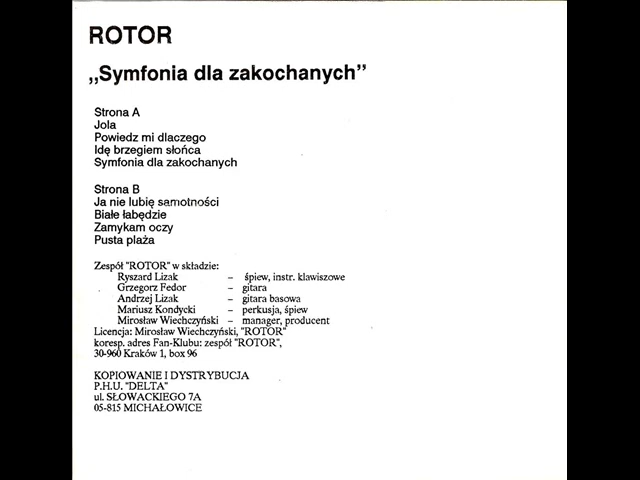 ROTOR
„Symfonia dla zakochanych”
Strona A
Jola
Powiedz mi dlaczego
Idę brzegiem słońca
Symfonia dla zakochanych
Strona B
Ja nie lubię samotności
Białe łabędzie
Zamykam oczy
Pusta plaża
Zespół "ROTOR" w składzie:
Ryszard Lizak – śpiew, instr. klawiszowe
Grzegorz Fedor – gitara
Andrzej Lizak – gitara basowa
Mariusz Kondycki – perkusja, śpiew
Mirosław Wiechczyński – manager, producent
Licencja: Mirosław Wiechczyński, "ROTOR"
koresp. adres Fan-Klubu: zespół "ROTOR",
30-960 Kraków 1, box 96
KOPIOWANIE I DYSTRYBUCJA
P.H.U. "DELTA"
ul. SŁOWACKIEGO 7A
05-815 MICHAŁOWICE